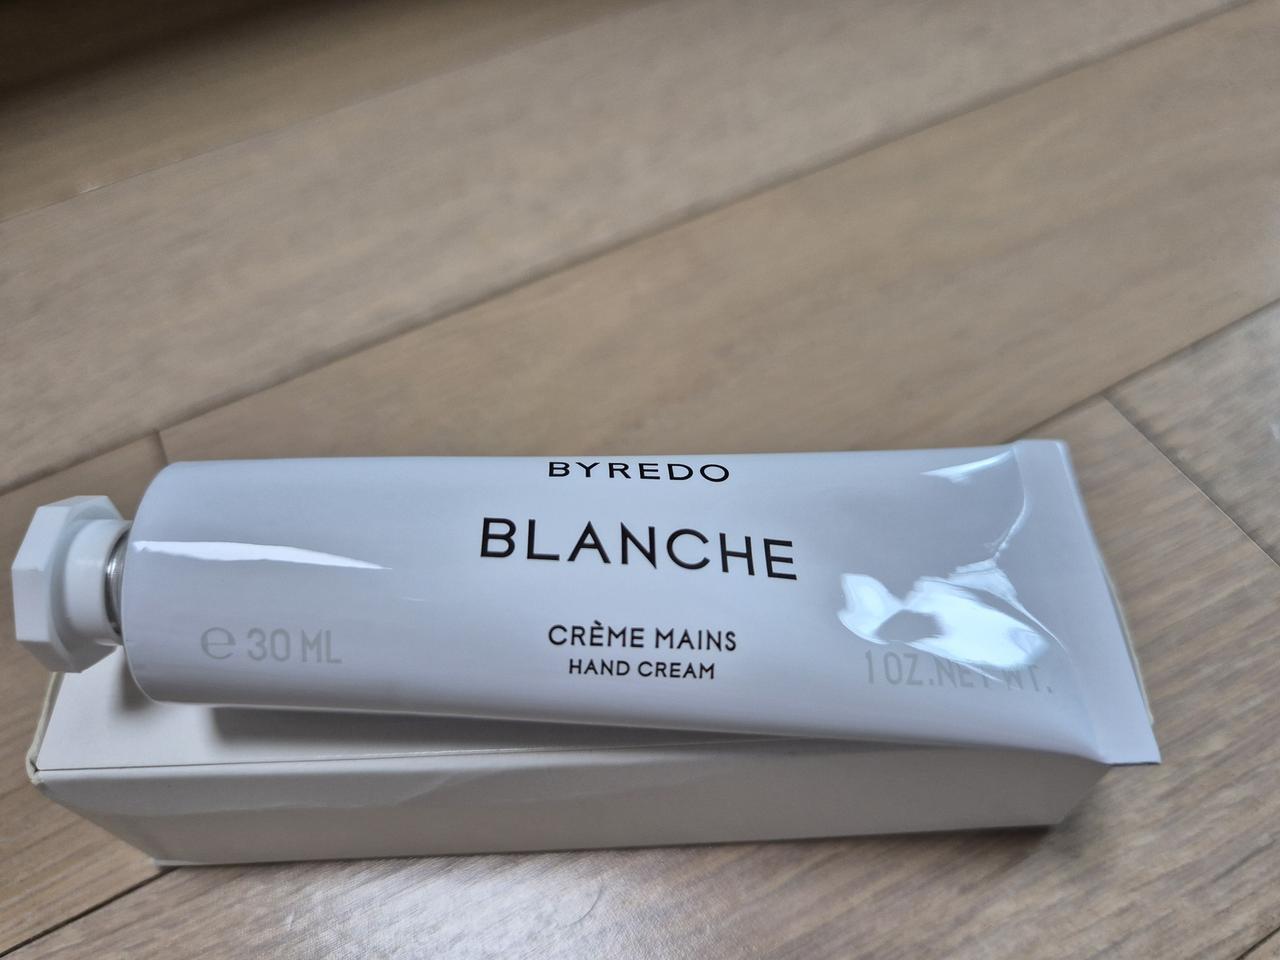 BYREDO
BLANCHE
CRÈME MAINS
HAND CREAM
℮ 30 ML
1 OZ.NET WT.